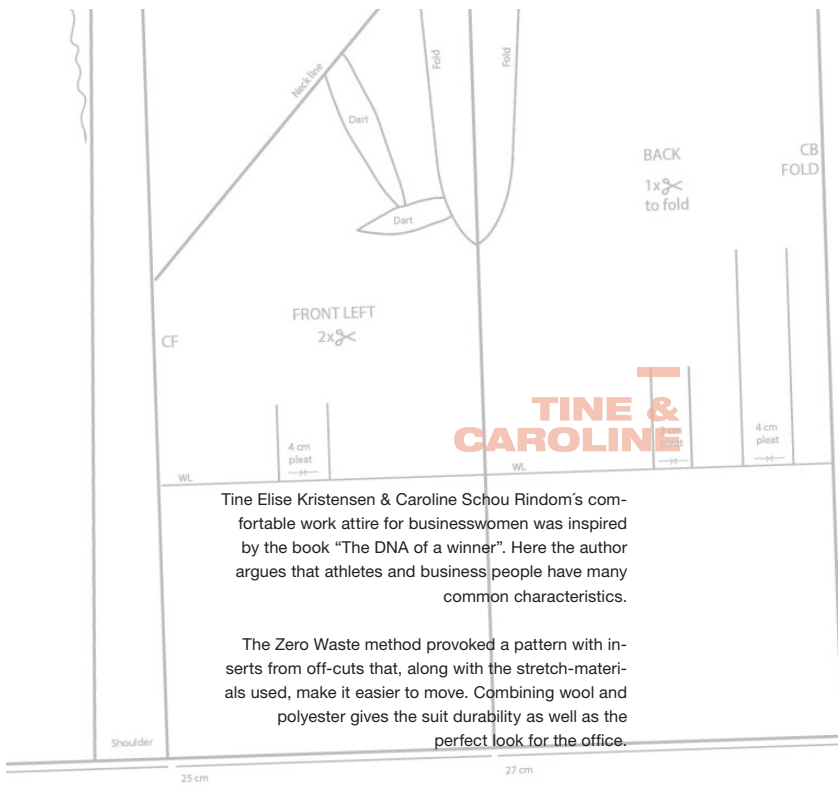 Neck line
Fold
Fold
Dart
Dart
BACK
1x
to fold
CB
FOLD
FRONT LEFT
2x
CF
4 cm
pleat
WL
TINE &
CAROLINE
WL
pleat
4 cm
pleat
Tine Elise Kristensen & Caroline Schou Rindom´s com-
fortable work attire for businesswomen was inspired
by the book “The DNA of a winner”. Here the author
argues that athletes and business people have many
common characteristics.
The Zero Waste method provoked a pattern with in-
serts from off-cuts that, along with the stretch-materi-
als used, make it easier to move. Combining wool and
polyester gives the suit durability as well as the
perfect look for the office.
Shoulder
25 cm
27 cm